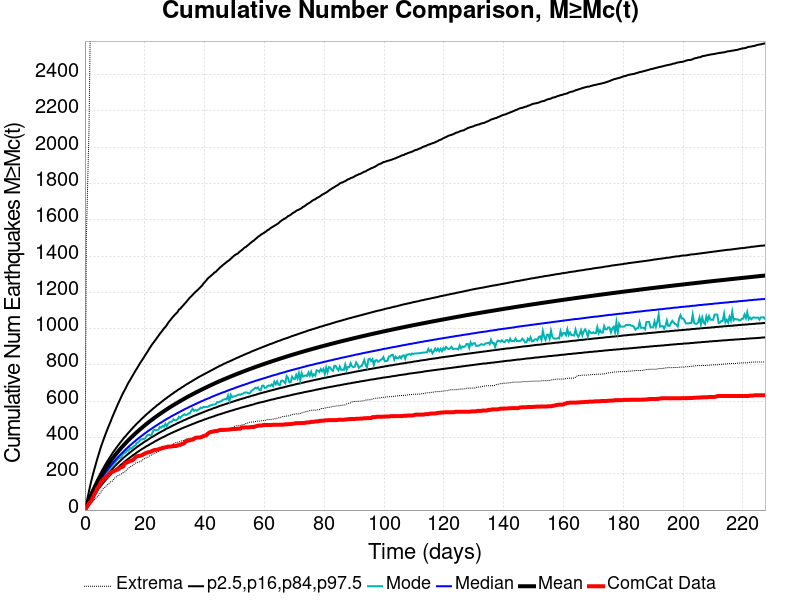 Cumulative Number Comparison, M≥Mc(t)
Cumulative Num Earthquakes M≥Mc(t)
2400
2200
2000
1800
1600
1400
1200
1000
800
600
400
200
0
0 20 40 60 80 100 120 140 160 180 200 220
Time (days)
Extrema p2.5,p16,p84,p97.5 Mode Median Mean ComCat Data